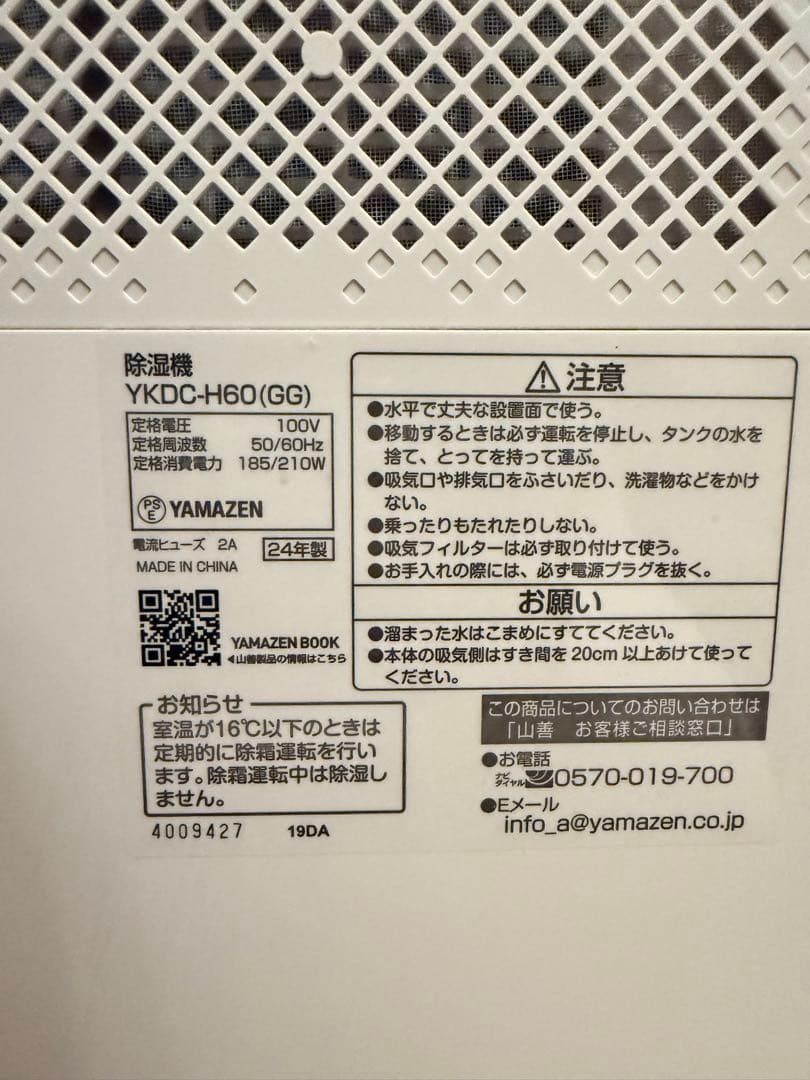 除湿機
YKDC-H60(GG)
定格電圧 100V
定格周波数 50/60Hz
定格消費電力 185/210W
PS
E
YAMAZEN
電流ヒューズ 2A
24年製
MADE IN CHINA
YAMAZEN BOOK
◀山善製品の情報はこちら
お知らせ
室温が16℃以下のときは
定期的に除霜運転を行い
ます。除霜運転中は除湿し
ません。
4009427 19DA
⚠注意
●水平で丈夫な設置面で使う。
●移動するときは必ず運転を停止し、タンクの水を
捨て、とってを持って運ぶ。
●吸気口や排気口をふさいだり、洗濯物などをかけ
ない。
●乗ったりもたれたりしない。
●吸気フィルターは必ず取り付けて使う。
●お手入れの際には、必ず電源プラグを抜く。
お願い
●溜まった水はこまめにすててください。
●本体の吸気側はすき間を20cm以上あけて使って
ください。
この商品についてのお問い合わせは
「山善 お客様ご相談窓口」
●お電話
ナビ
ダイヤル
0570-019-700
●Eメール
info_a@yamazen.co.jp